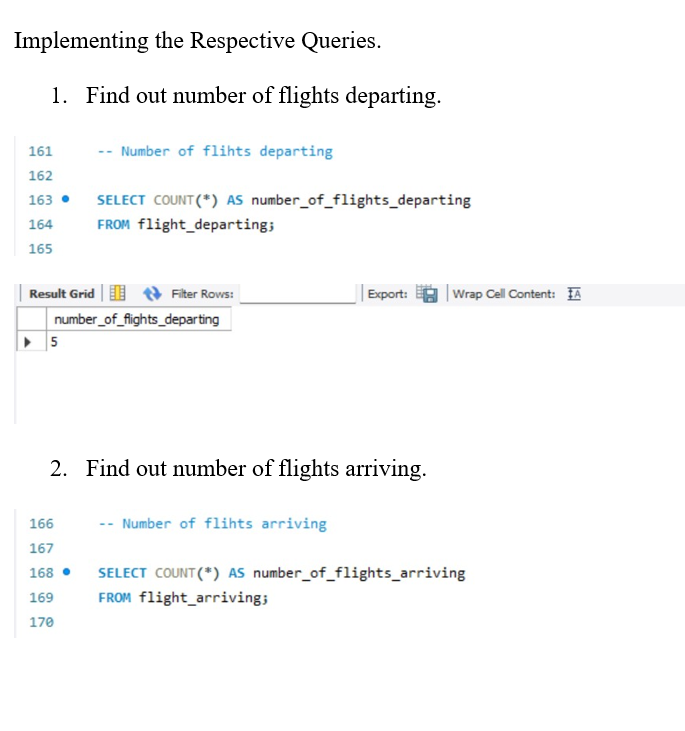 Implementing the Respective Queries.
1. Find out number of flights departing.
161 -- Number of flihts departing
162
163 SELECT COUNT(*) AS number_of_flights_departing
164 FROM flight_departing;
165
Result Grid Filter Rows: Export: Wrap Cell Content: IA
number_of_flights_departing
5
2. Find out number of flights arriving.
166 -- Number of flihts arriving
167
168 SELECT COUNT(*) AS number_of_flights_arriving
169 FROM flight_arriving;
170